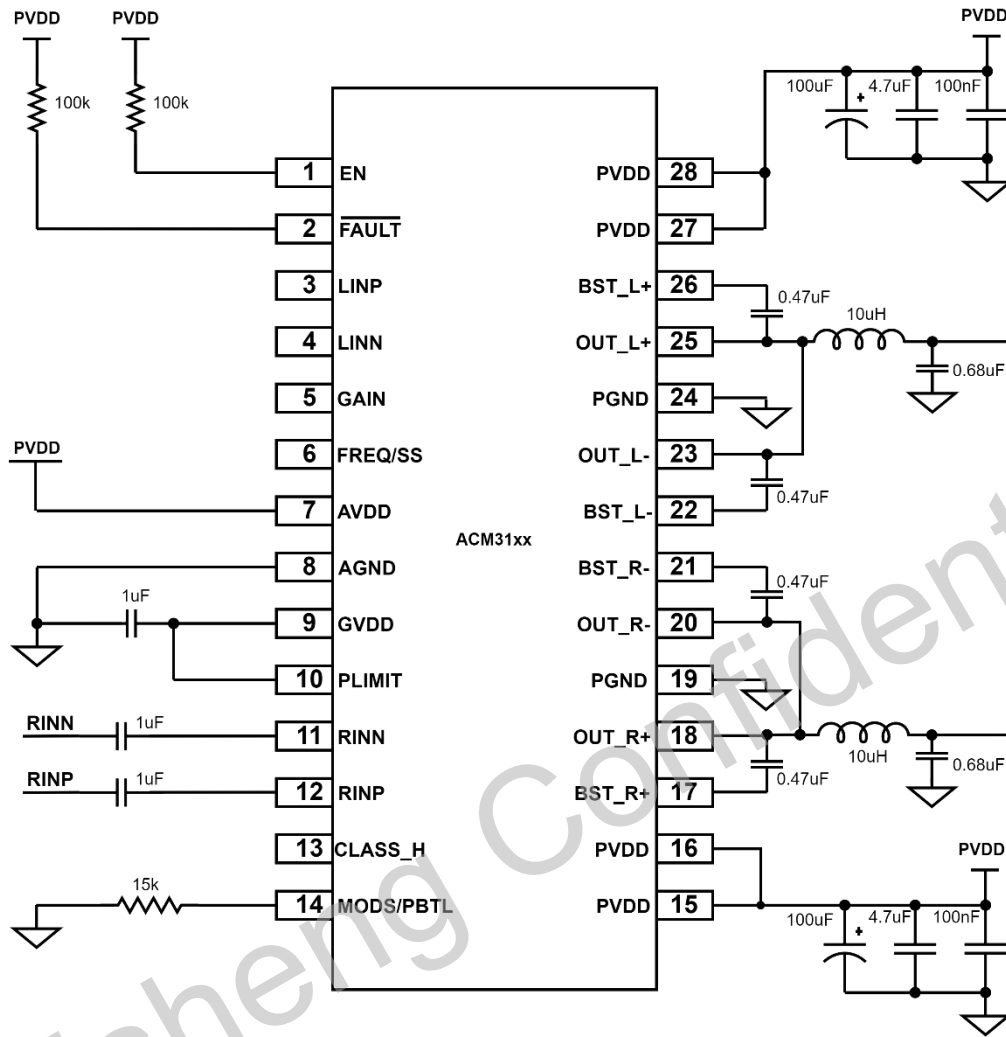 PVDD
PVDD
100k
100k
1 EN
2 FAULT
3 LINP
4 LINN
5 GAIN
6 FREQ/SS
PVDD
7 AVDD
8 AGND
1uF
9 GVDD
10 PLIMIT
RINN
1uF
11 RINN
RINP
1uF
12 RINP
13 CLASS_H
15k
14 MODS/PBTL
ACM31xx
PVDD
100uF
+
4.7uF
100nF
PVDD 28
PVDD 27
BST_L+ 26
0.47uF
10uH
OUT_L+ 25
0.68uF
PGND 24
OUT_L- 23
0.47uF
BST_L- 22
BST_R- 21
0.47uF
OUT_R- 20
PGND 19
OUT_R+ 18
10uH
0.68uF
0.47uF
BST_R+ 17
PVDD 16
PVDD
PVDD 15
100uF
+
4.7uF
100nF